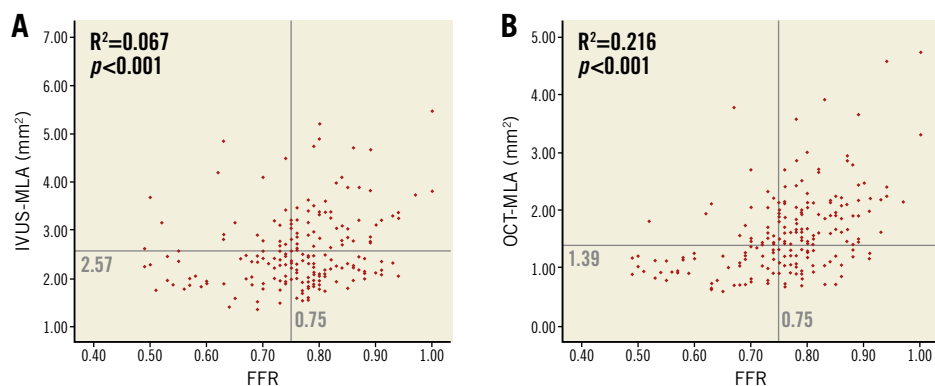 A
R²=0.067
p<0.001
IVUS-MLA (mm²)
7.00
6.00
5.00
4.00
3.00
2.00
1.00
2.57
0.75
0.40 0.50 0.60 0.70 0.80 0.90 1.00
FFR
B
R²=0.216
p<0.001
OCT-MLA (mm²)
5.00
4.00
3.00
2.00
1.00
0.00
1.39
0.75
0.40 0.50 0.60 0.70 0.80 0.90 1.00
FFR